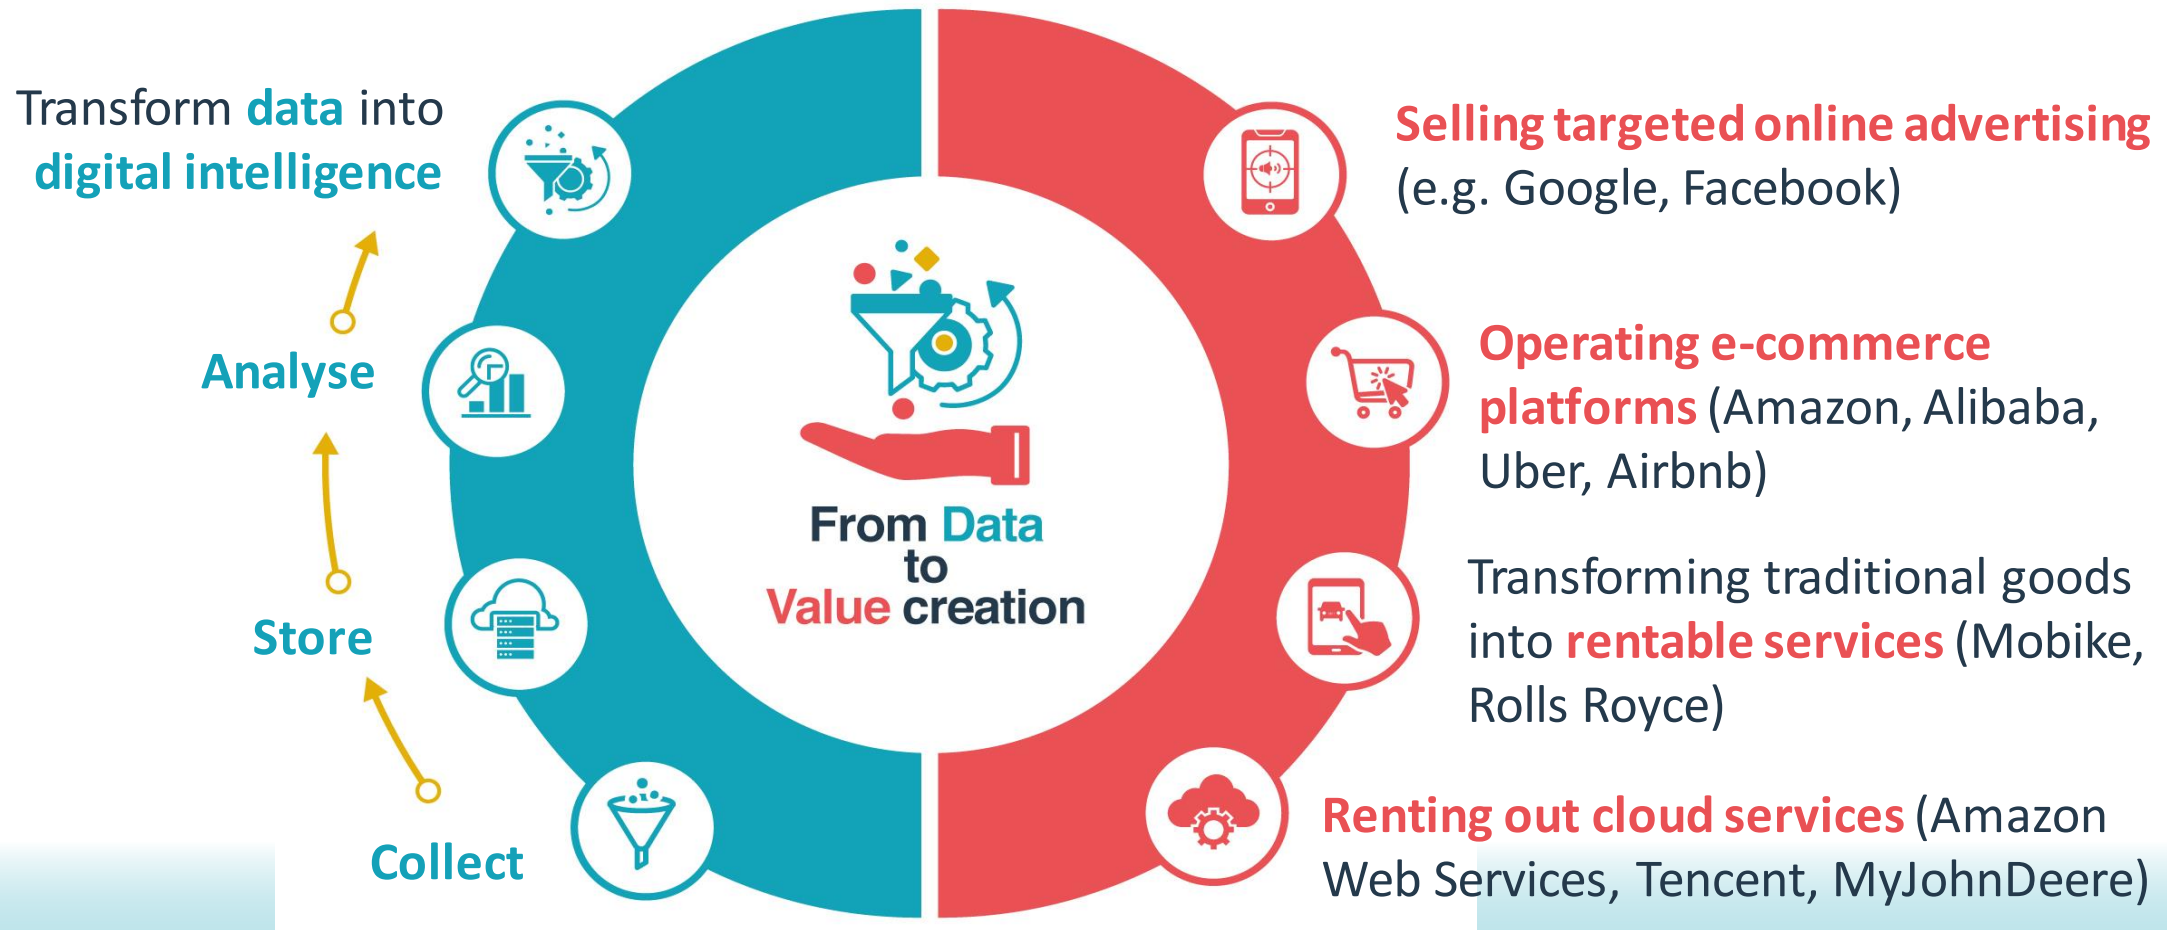 Transform data into
digital intelligence
Analyse
Store
Collect
From Data
to
Value creation
Selling targeted online advertising
(e.g. Google, Facebook)
Operating e-commerce
platforms (Amazon, Alibaba,
Uber, Airbnb)
Transforming traditional goods
into rentable services (Mobike,
Rolls Royce)
Renting out cloud services (Amazon
Web Services, Tencent, MyJohnDeere)